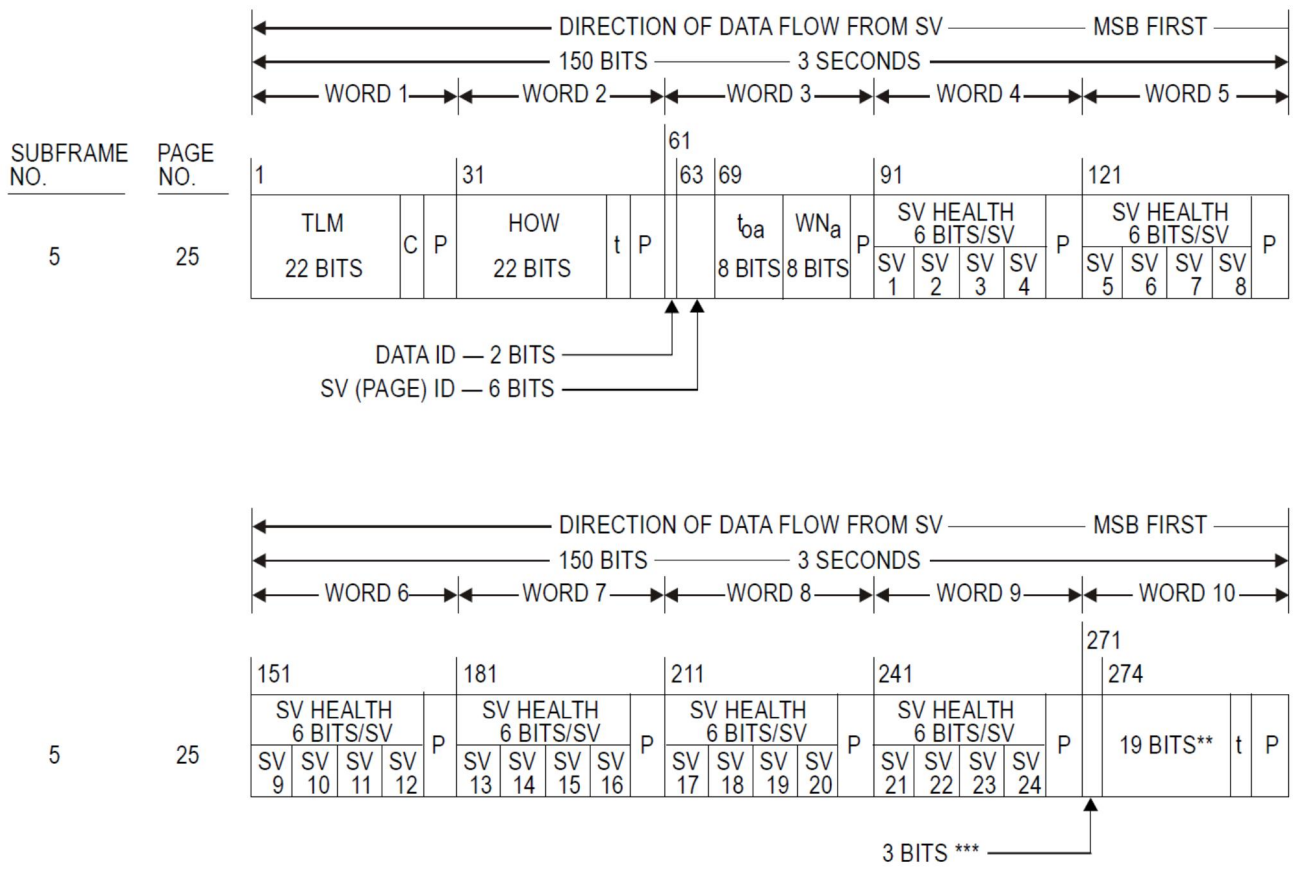 DIRECTION OF DATA FLOW FROM SV MSB FIRST
150 BITS 3 SECONDS
WORD 1 WORD 2 WORD 3 WORD 4 WORD 5
SUBFRAME NO. PAGE NO.
61
1 31 63 69 91 121
5 25
TLM 22 BITS C P
HOW 22 BITS t P
toa 8 BITS WNa 8 BITS P
SV HEALTH 6 BITS/SV P
SV 1 SV 2 SV 3 SV 4
SV HEALTH 6 BITS/SV P
SV 5 SV 6 SV 7 SV 8
DATA ID — 2 BITS
SV (PAGE) ID — 6 BITS
DIRECTION OF DATA FLOW FROM SV MSB FIRST
150 BITS 3 SECONDS
WORD 6 WORD 7 WORD 8 WORD 9 WORD 10
271
151 181 211 241 274
5 25
SV HEALTH 6 BITS/SV P
SV 9 SV 10 SV 11 SV 12
SV HEALTH 6 BITS/SV P
SV 13 SV 14 SV 15 SV 16
SV HEALTH 6 BITS/SV P
SV 17 SV 18 SV 19 SV 20
SV HEALTH 6 BITS/SV P
SV 21 SV 22 SV 23 SV 24
19 BITS** t P
3 BITS ***